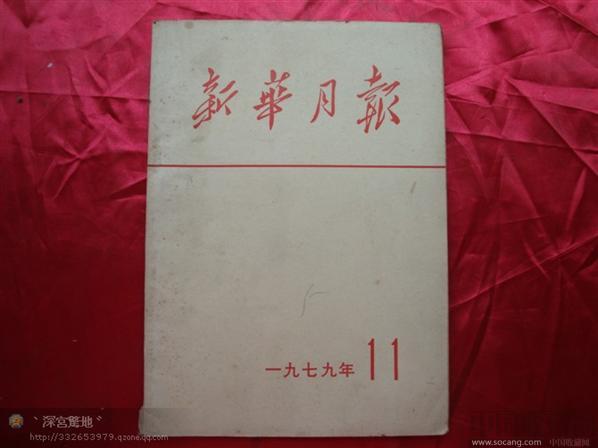 新華月報
一九七九年 11
`深宮禁地`
http://332653979.qzone.qq.com
www.socang.com 中国收藏网